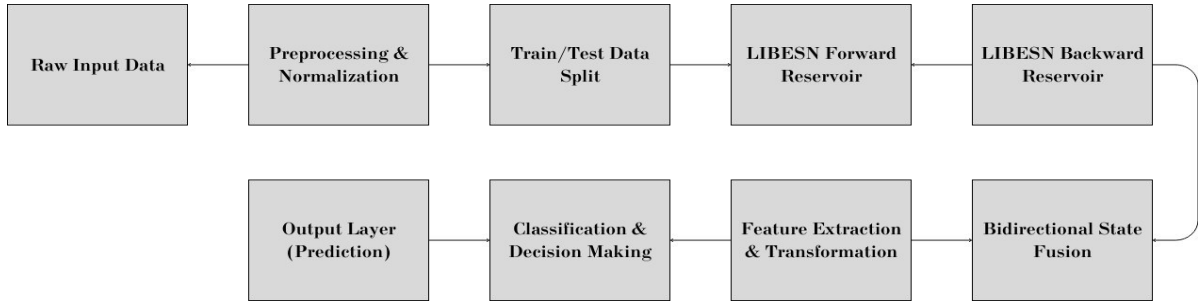 Raw Input Data
Preprocessing &
Normalization
Train/Test Data
Split
LIBESN Forward
Reservoir
LIBESN Backward
Reservoir
Output Layer
(Prediction)
Classification &
Decision Making
Feature Extraction
& Transformation
Bidirectional State
Fusion